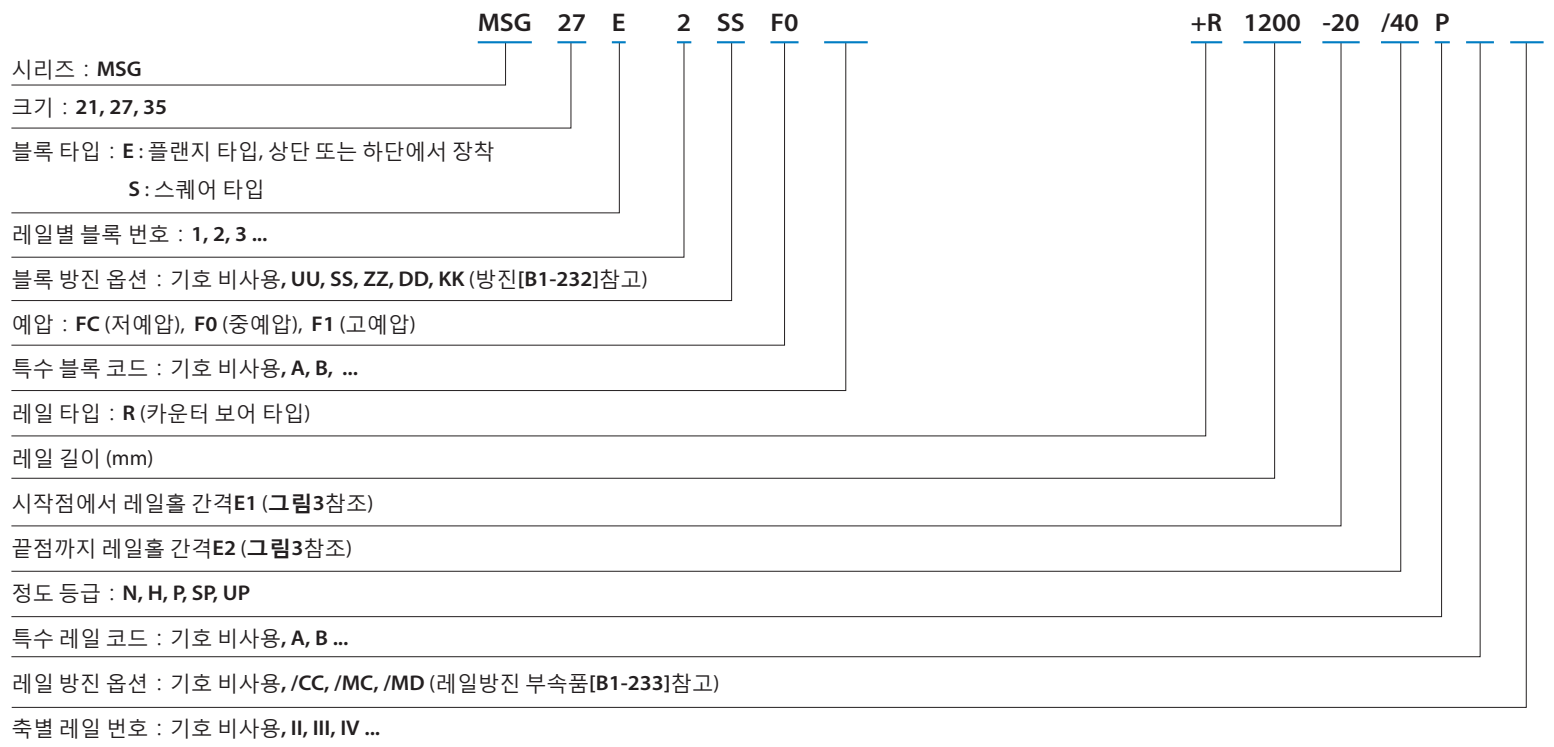 MSG 27 E 2 SS F0 +R 1200 -20 /40 P
시리즈 : MSG
크기 : 21, 27, 35
블록 타입 : E : 플랜지 타입, 상단 또는 하단에서 장착
S : 스퀘어 타입
레일별 블록 번호 : 1, 2, 3 ...
블록 방진 옵션 : 기호 비사용, UU, SS, ZZ, DD, KK (방진[B1-232]참고)
예압 : FC (저예압), F0 (중예압), F1 (고예압)
특수 블록 코드 : 기호 비사용, A, B, ...
레일 타입 : R (카운터 보어 타입)
레일 길이 (mm)
시작점에서 레일홀 간격E1 (그림3참조)
끝점까지 레일홀 간격E2 (그림3참조)
정도 등급 : N, H, P, SP, UP
특수 레일 코드 : 기호 비사용, A, B ...
레일 방진 옵션 : 기호 비사용, /CC, /MC, /MD (레일방진 부속품[B1-233]참고)
축별 레일 번호 : 기호 비사용, II, III, IV ...